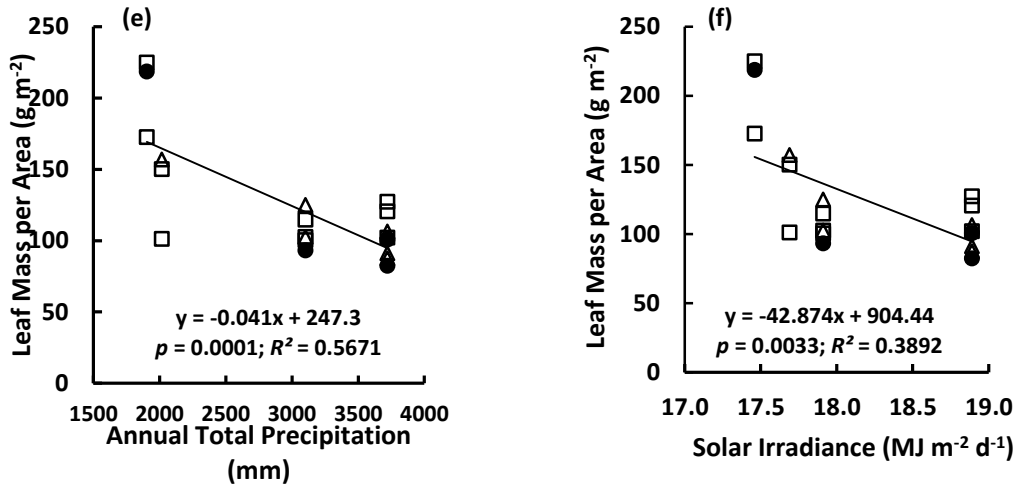 (e)
Leaf Mass per Area (g m⁻²)
250
200
150
100
50
0
y = -0.041x + 247.3
p = 0.0001; R² = 0.5671
1500 2000 2500 3000 3500 4000
Annual Total Precipitation
(mm)
(f)
Leaf Mass per Area (g m⁻²)
250
200
150
100
50
0
y = -42.874x + 904.44
p = 0.0033; R² = 0.3892
17.0 17.5 18.0 18.5 19.0
Solar Irradiance (MJ m⁻² d⁻¹)